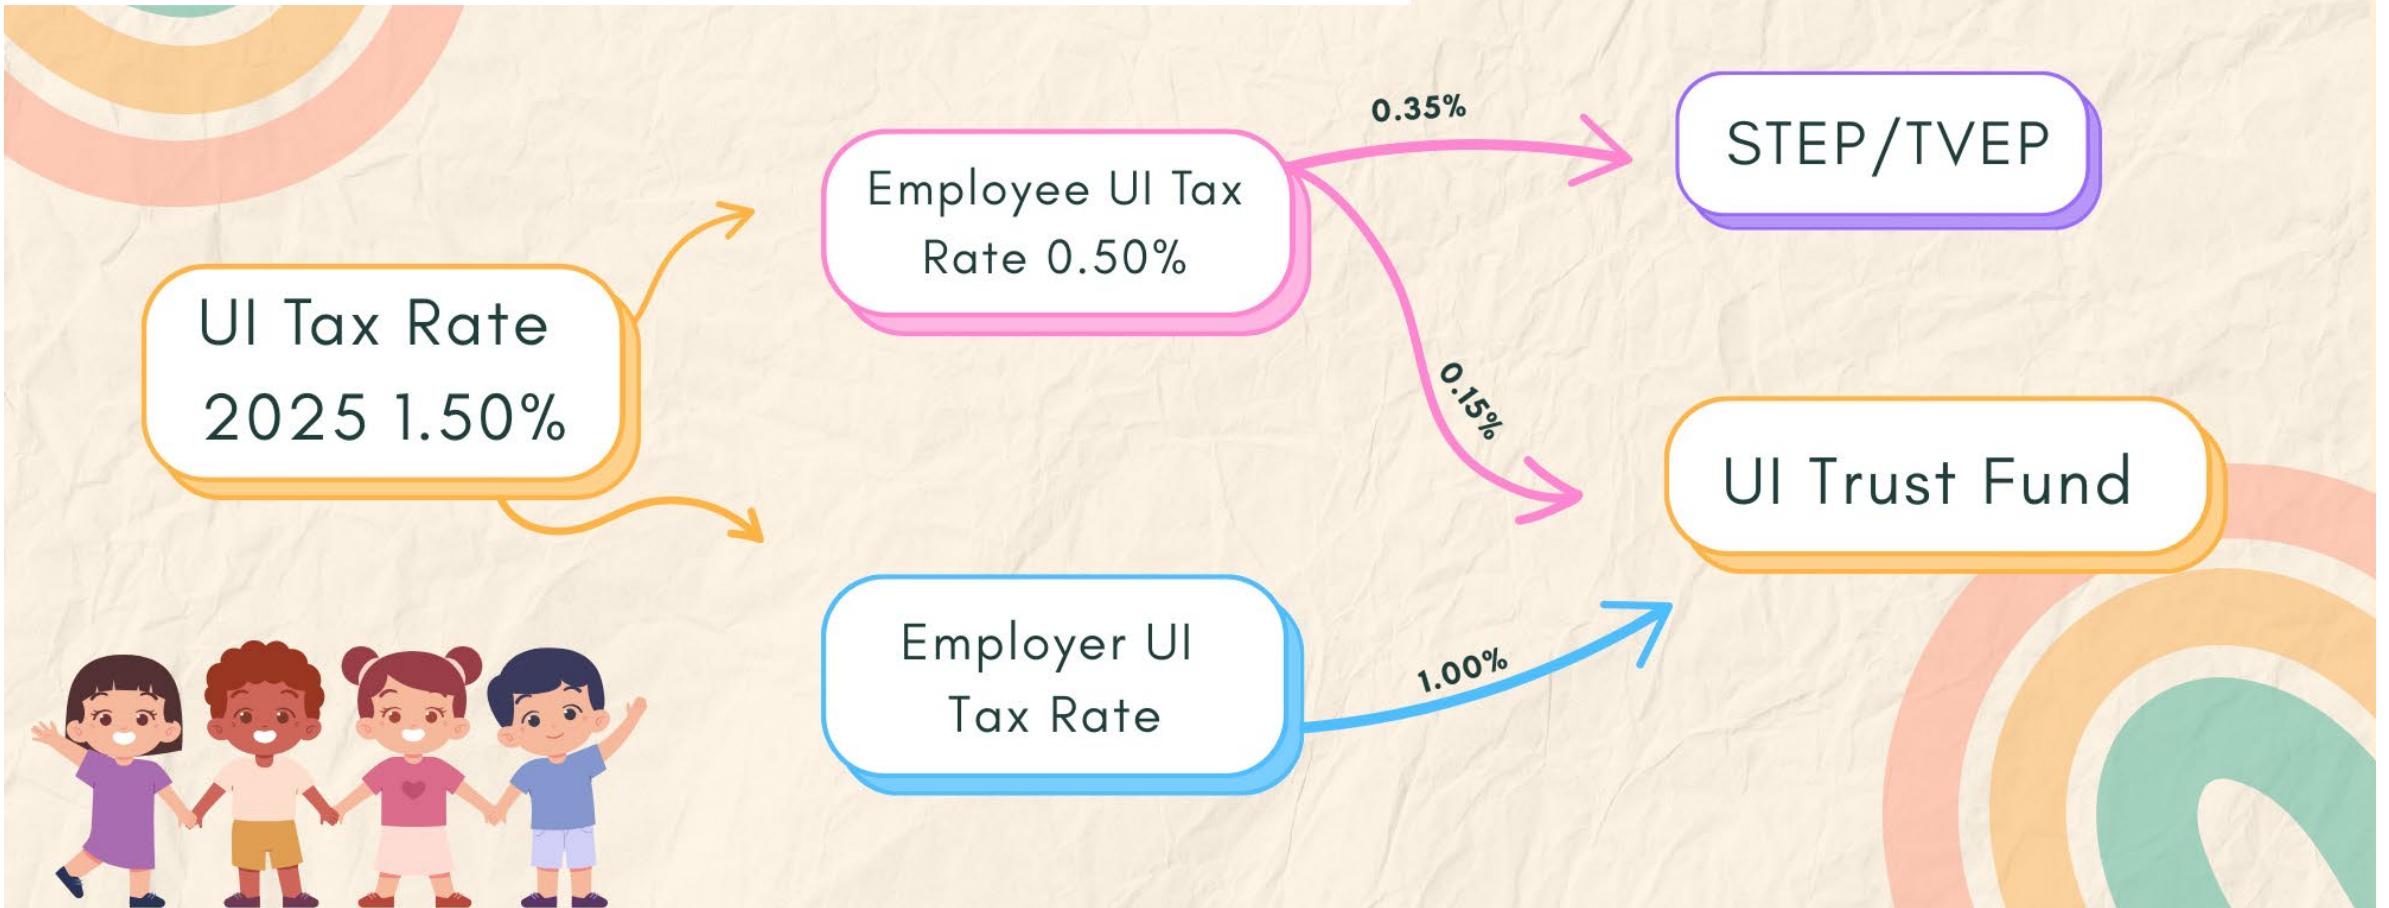 UI Tax Rate
2025 1.50%
Employee UI Tax
Rate 0.50%
0.35%
STEP/TVEP
0.15%
UI Trust Fund
Employer UI
Tax Rate
1.00%